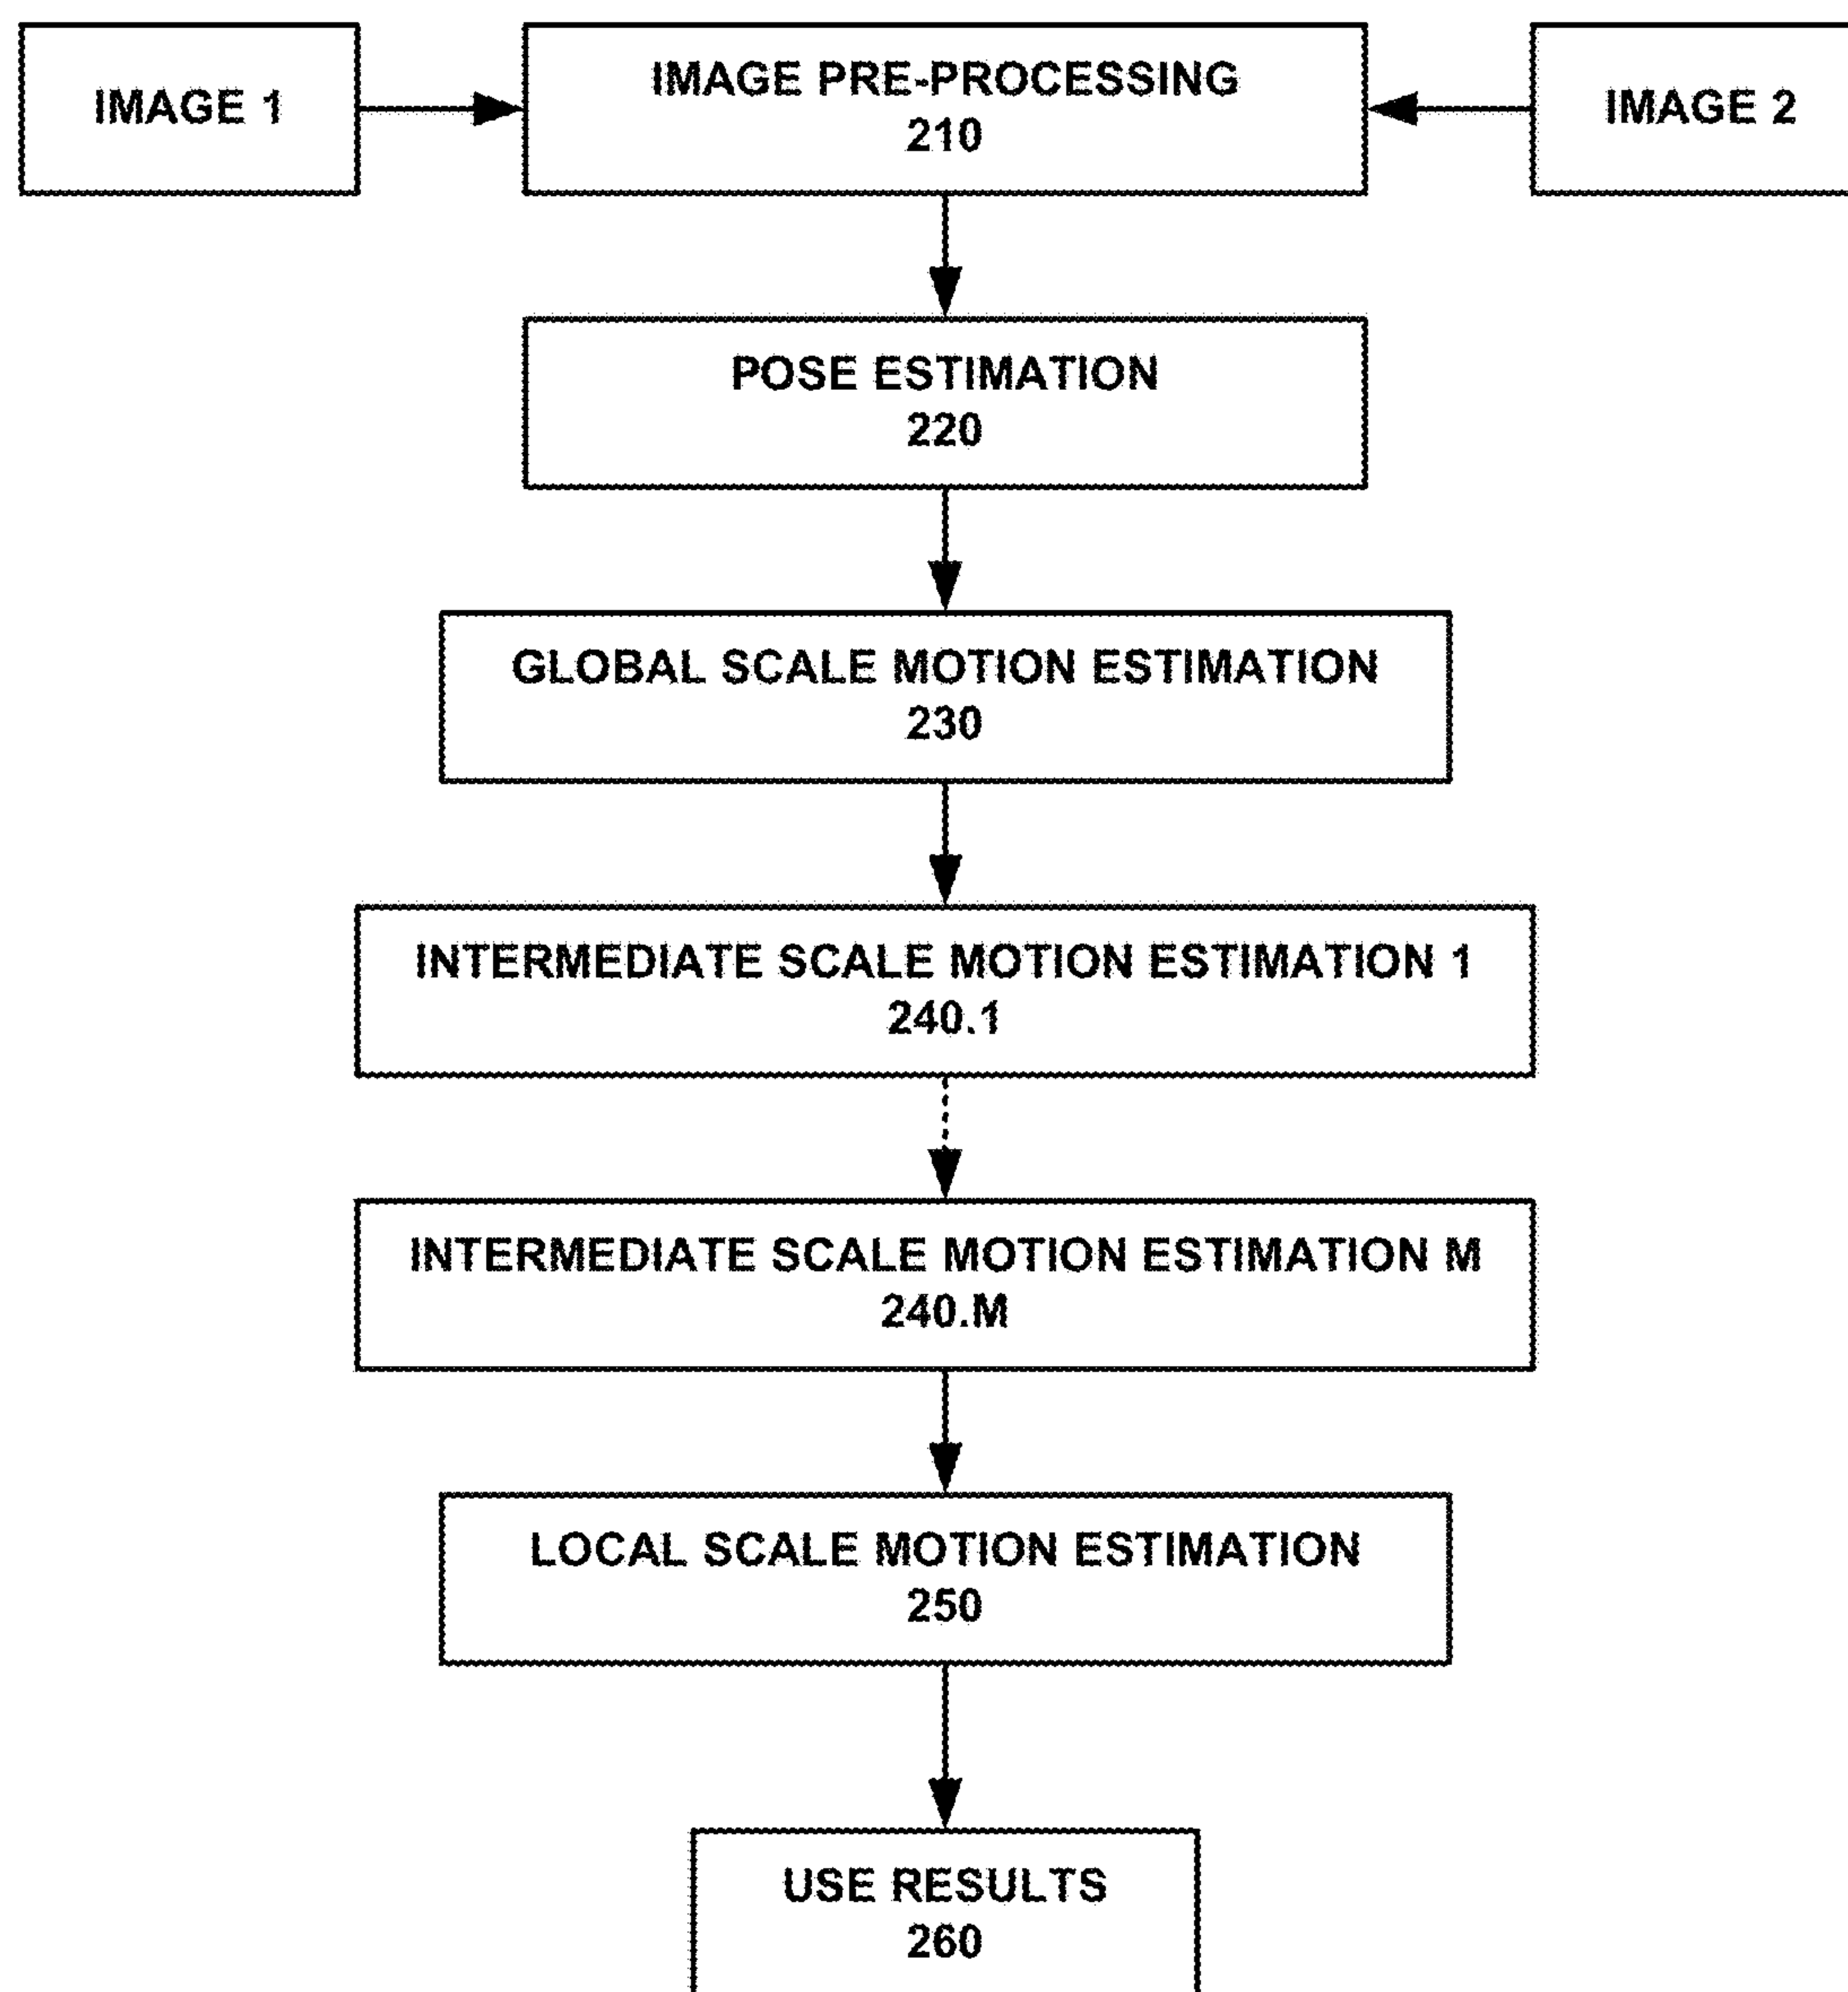 IMAGE 1
IMAGE PRE-PROCESSING
210
IMAGE 2
POSE ESTIMATION
220
GLOBAL SCALE MOTION ESTIMATION
230
INTERMEDIATE SCALE MOTION ESTIMATION 1
240.1
INTERMEDIATE SCALE MOTION ESTIMATION M
240.M
LOCAL SCALE MOTION ESTIMATION
250
USE RESULTS
260